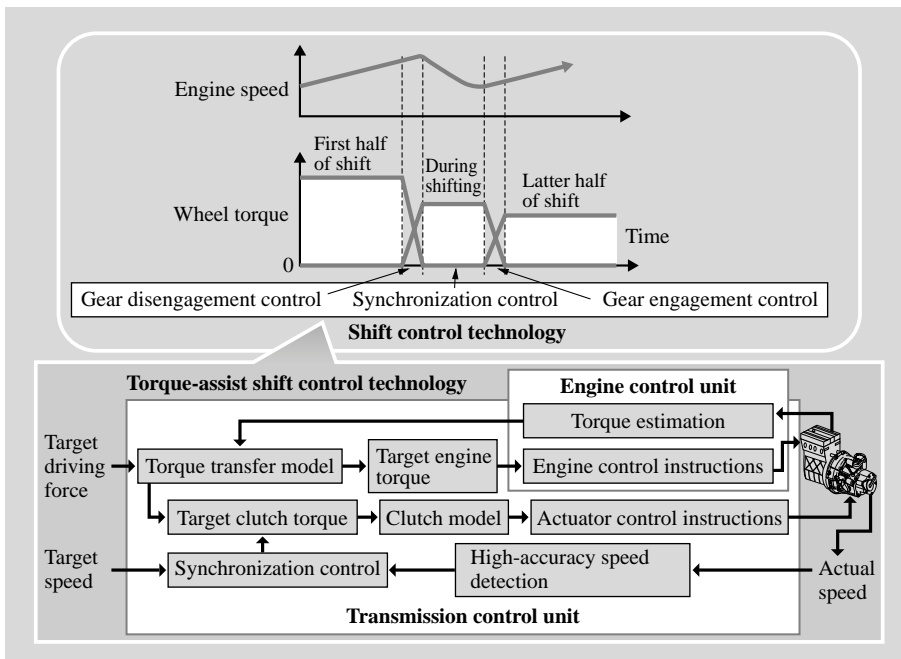 Engine speed
First half
of shift
During
shifting
Latter half
of shift
Wheel torque
Time
0
Gear disengagement control
Synchronization control
Gear engagement control
Shift control technology
Torque-assist shift control technology
Engine control unit
Torque estimation
Target
driving
force
Torque transfer model
Target engine
torque
Engine control instructions
Target clutch torque
Clutch model
Actuator control instructions
Target
speed
Synchronization control
High-accuracy speed
detection
Actual
speed
Transmission control unit